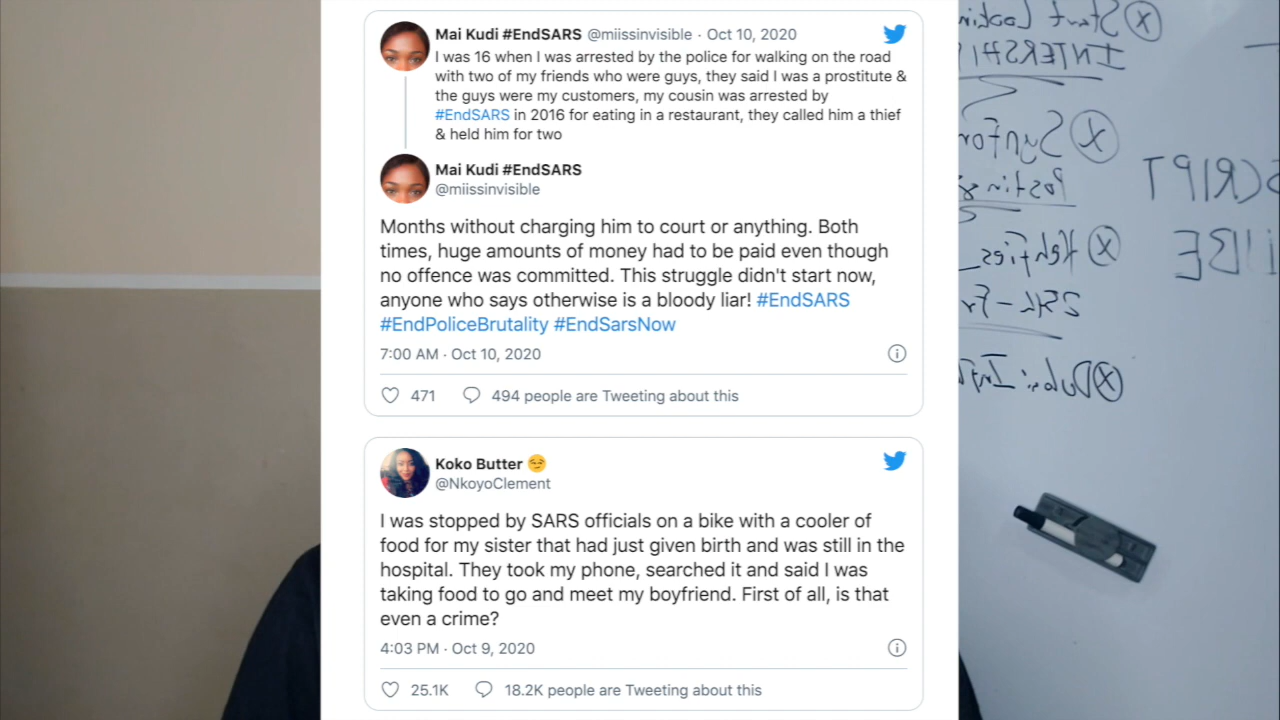 Mai Kudi #EndSARS @miissinvisible · Oct 10, 2020
I was 16 when I was arrested by the police for walking on the road
with two of my friends who were guys, they said I was a prostitute &
the guys were my customers, my cousin was arrested by
#EndSARS in 2016 for eating in a restaurant, they called him a thief
& held him for two
Mai Kudi #EndSARS
@miissinvisible
Months without charging him to court or anything. Both
times, huge amounts of money had to be paid even though
no offence was committed. This struggle didn't start now,
anyone who says otherwise is a bloody liar! #EndSARS
#EndPoliceBrutality #EndSarsNow
7:00 AM · Oct 10, 2020
471 494 people are Tweeting about this
Koko Butter 😏
@NkoyoClement
I was stopped by SARS officials on a bike with a cooler of
food for my sister that had just given birth and was still in the
hospital. They took my phone, searched it and said I was
taking food to go and meet my boyfriend. First of all, is that
even a crime?
4:03 PM · Oct 9, 2020
25.1K 18.2K people are Tweeting about this
Start
Posting
SCRIPT
Dubai: